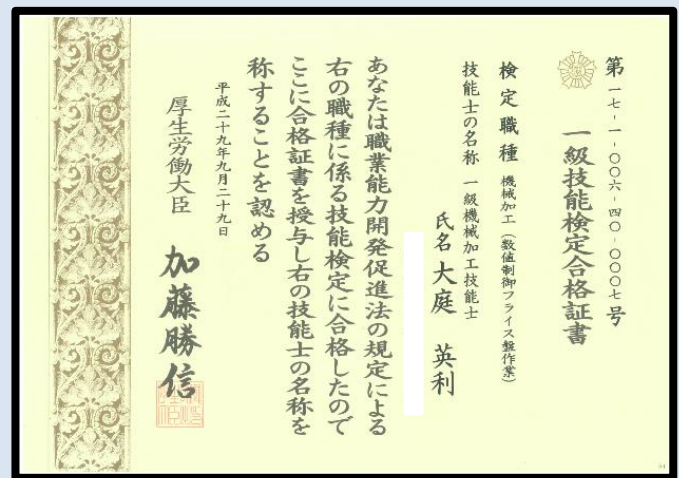 第一七-一-〇〇六-四〇-〇〇〇七号
一級技能検定合格証書
検定職種 機械加工(数値制御フライス盤作業)
技能士の名称 一級機械加工技能士
氏名 大庭 英利
あなたは職業能力開発促進法の規定による
右の職種に係る技能検定に合格したので
ここに合格証書を授与し右の技能士の名称を
称することを認める
平成二十九年九月二十九日
厚生労働大臣 加藤勝信